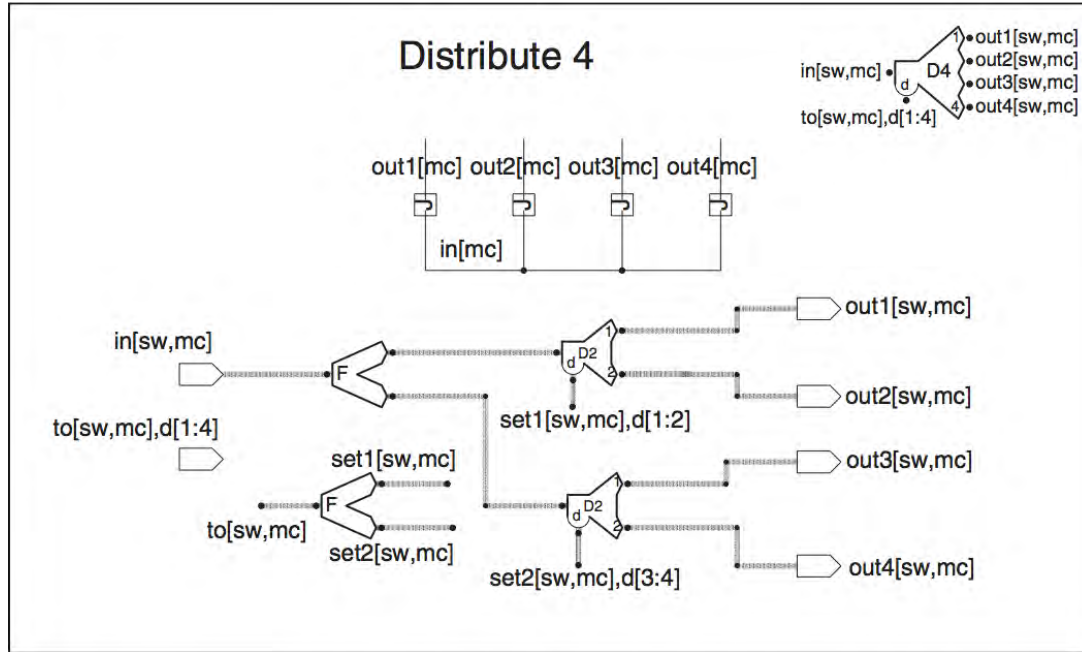 Distribute 4
1 out1[sw,mc]
out2[sw,mc]
in[sw,mc] D4
d out3[sw,mc]
4 out4[sw,mc]
to[sw,mc],d[1:4]
out1[mc] out2[mc] out3[mc] out4[mc]
in[mc]
out1[sw,mc]
in[sw,mc]
1
D2
F d
2
out2[sw,mc]
set1[sw,mc],d[1:2]
to[sw,mc],d[1:4]
set1[sw,mc]
out3[sw,mc]
1
F D2
d
2
to[sw,mc]
set2[sw,mc]
out4[sw,mc]
set2[sw,mc],d[3:4]